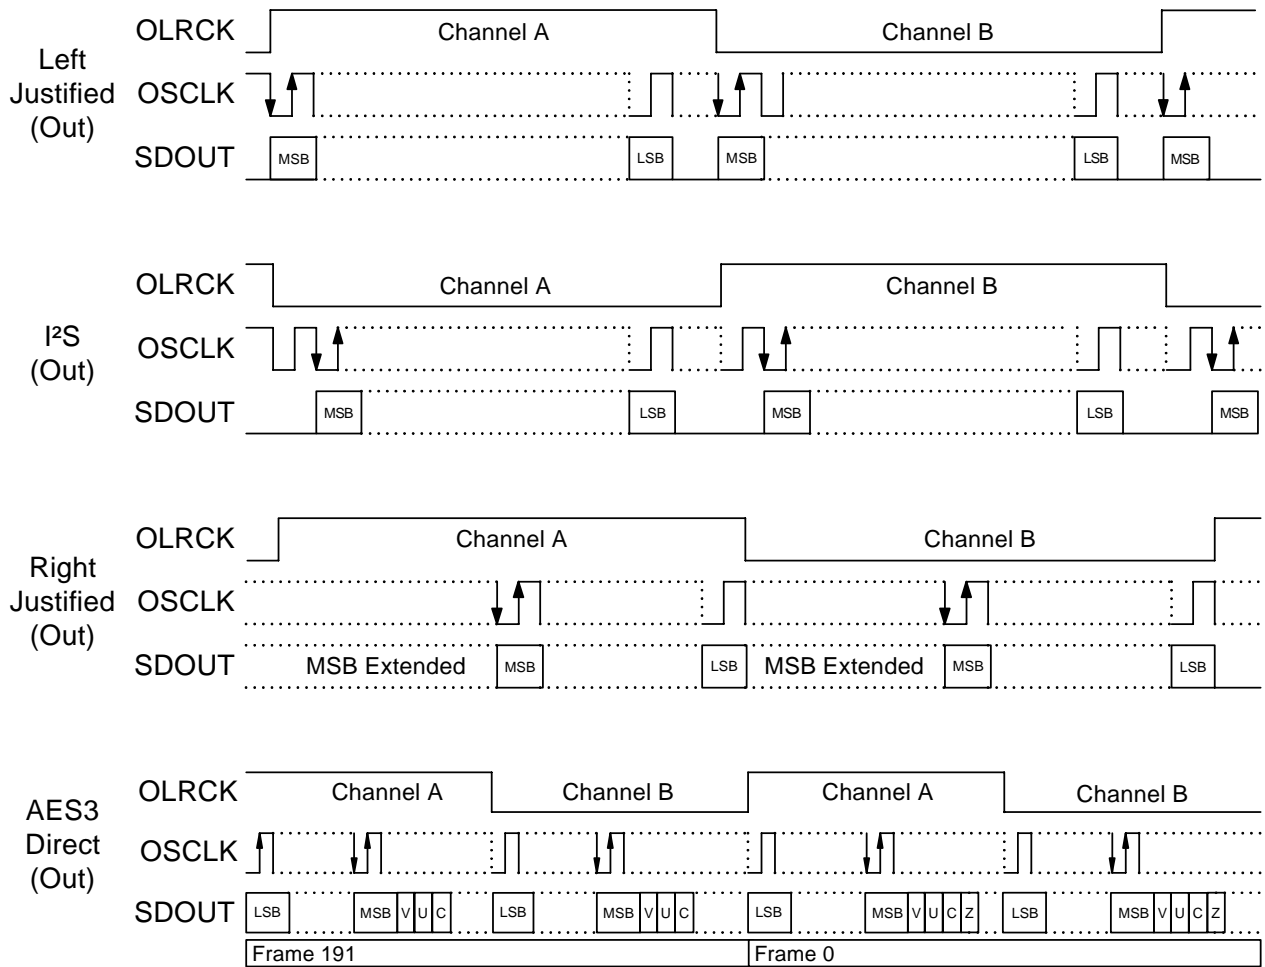 OLRCK Channel A Channel B
Left
Justified
(Out)
OSCLK
SDOUT MSB LSB MSB LSB MSB
OLRCK Channel A Channel B
I²S
(Out)
OSCLK
SDOUT MSB LSB MSB LSB MSB
OLRCK Channel A Channel B
Right
Justified
(Out)
OSCLK
SDOUT MSB Extended MSB LSB MSB Extended MSB LSB
OLRCK Channel A Channel B Channel A Channel B
AES3
Direct
(Out)
OSCLK
SDOUT LSB MSB V U C LSB MSB V U C LSB MSB V U C Z LSB MSB V U C Z
Frame 191 Frame 0